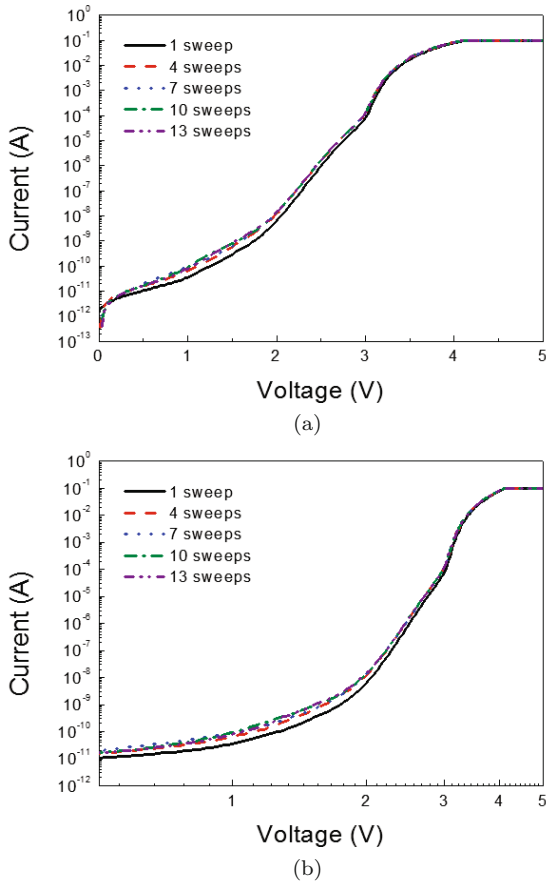 10⁰
10⁻¹
10⁻²
10⁻³
10⁻⁴
10⁻⁵
10⁻⁶
10⁻⁷
10⁻⁸
10⁻⁹
10⁻¹⁰
10⁻¹¹
10⁻¹²
10⁻¹³
Current (A)
1 sweep
4 sweeps
7 sweeps
10 sweeps
13 sweeps
0 1 2 3 4 5
Voltage (V)
(a)
10⁰
10⁻¹
10⁻²
10⁻³
10⁻⁴
10⁻⁵
10⁻⁶
10⁻⁷
10⁻⁸
10⁻⁹
10⁻¹⁰
10⁻¹¹
10⁻¹²
Current (A)
1 sweep
4 sweeps
7 sweeps
10 sweeps
13 sweeps
1 2 3 4 5
Voltage (V)
(b)